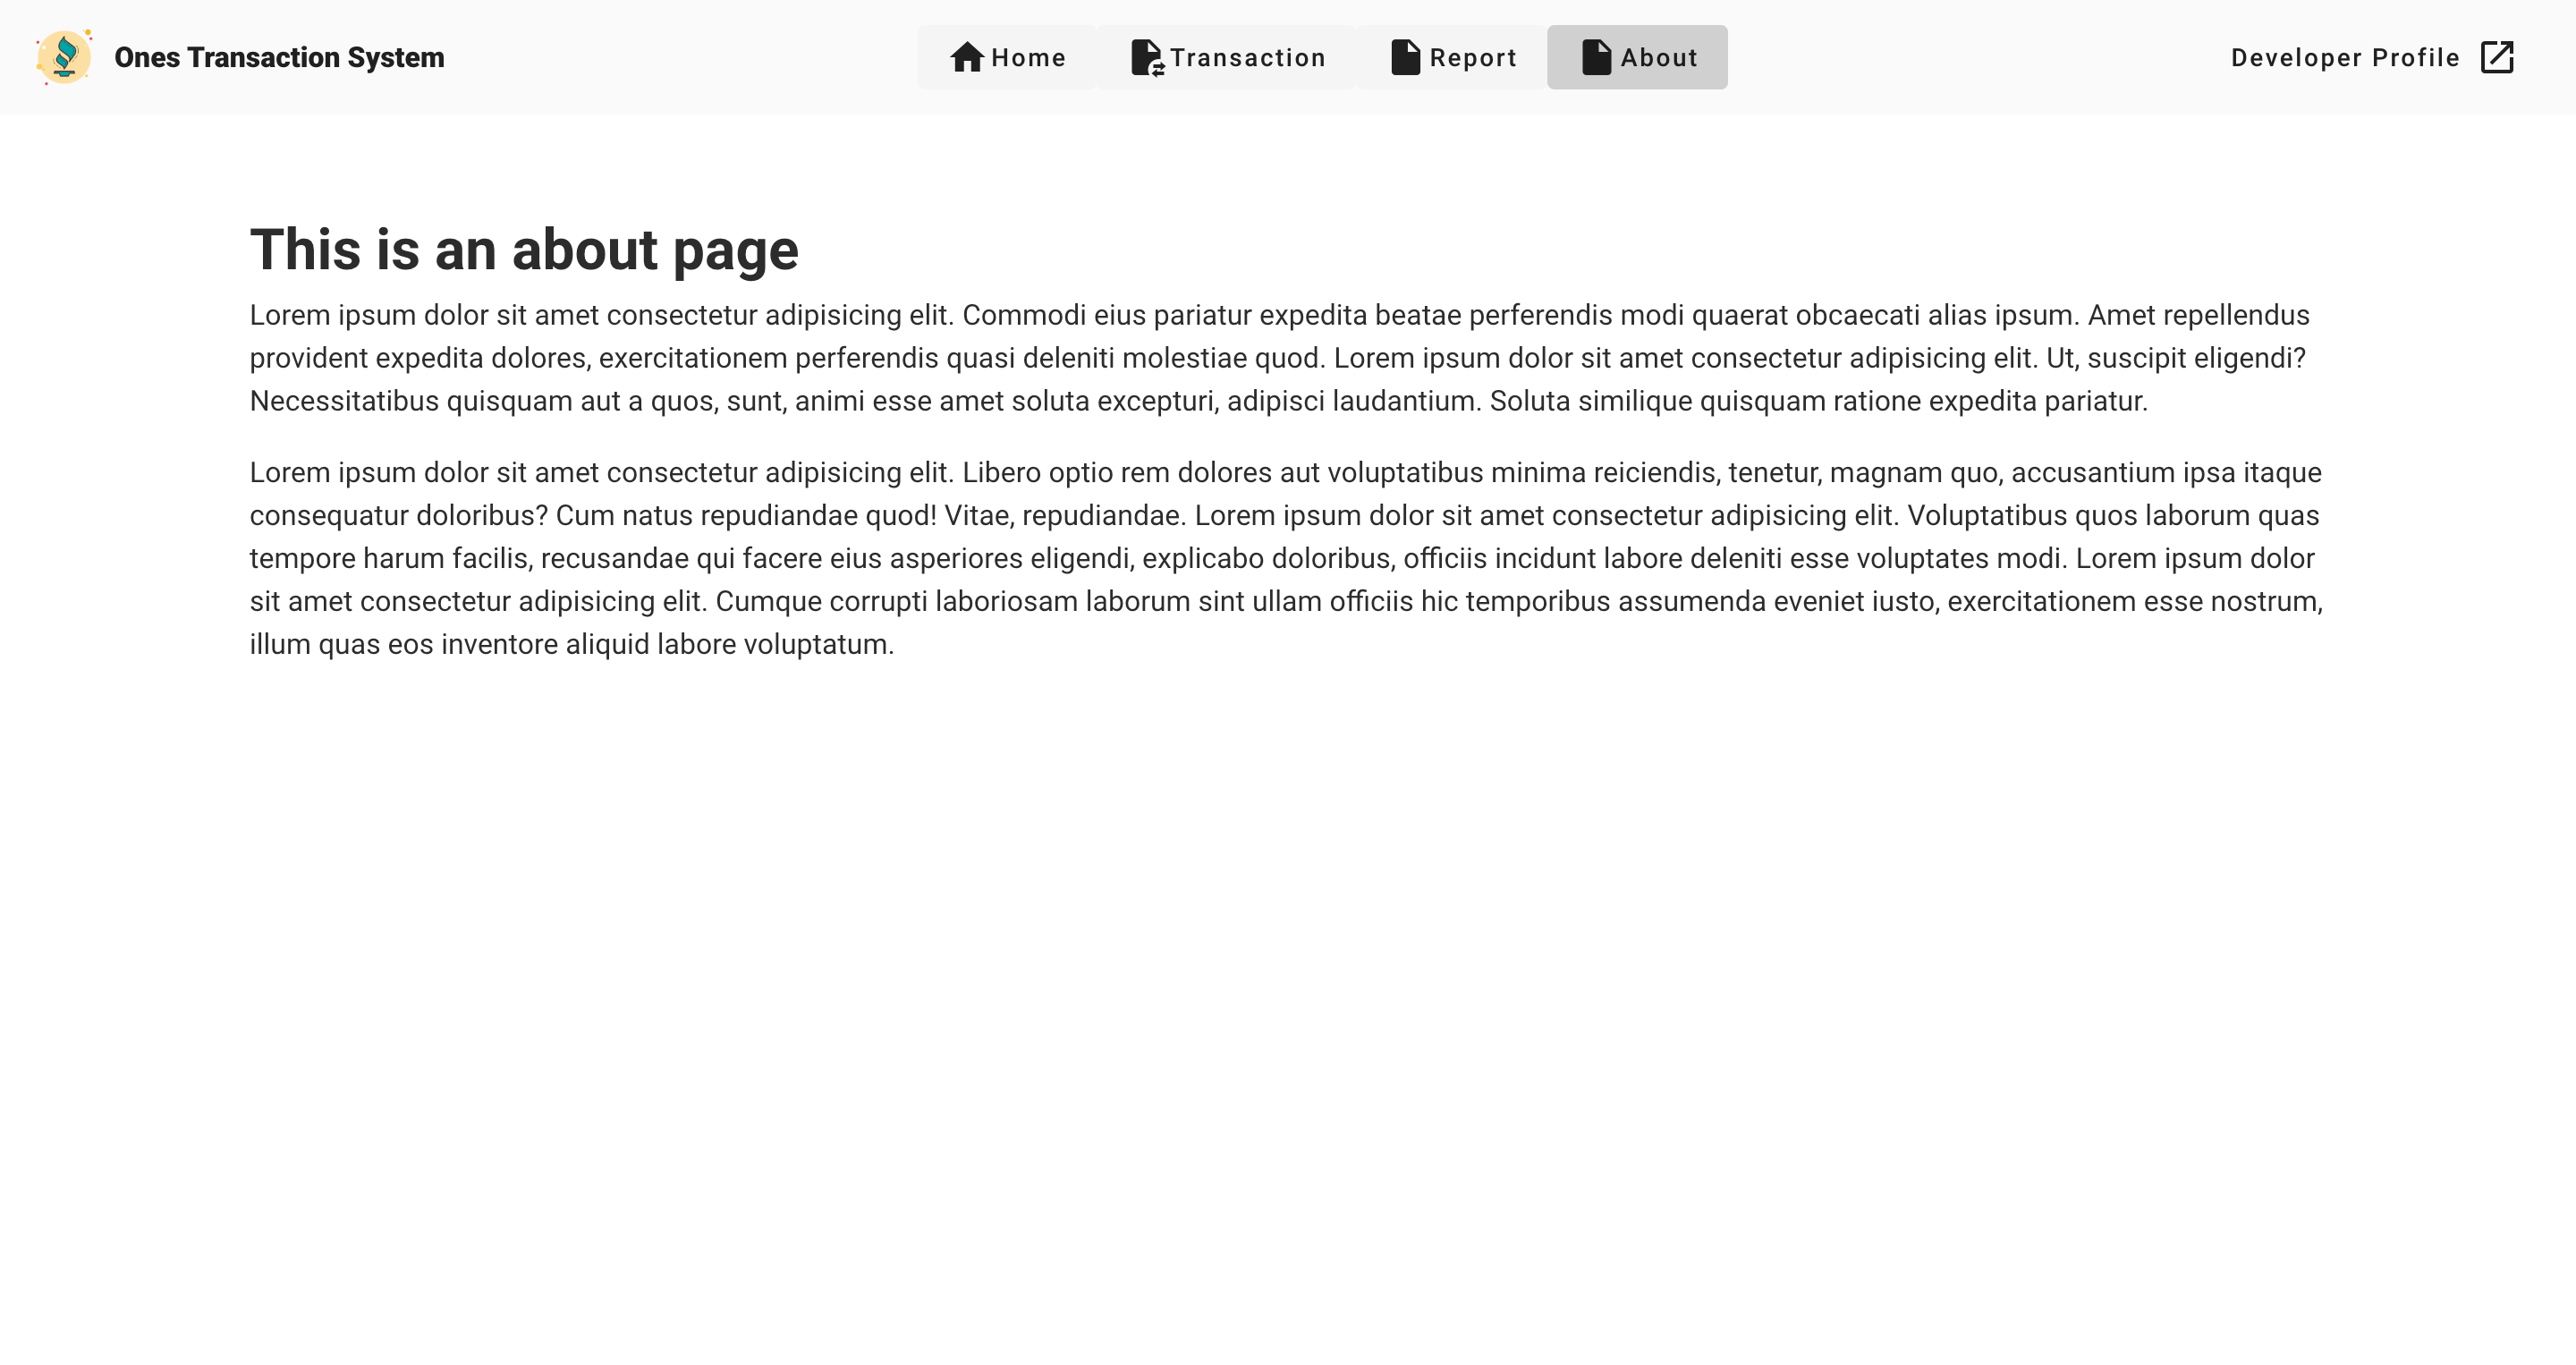 Ones Transaction System
Home
Transaction
Report
About
Developer Profile
This is an about page
Lorem ipsum dolor sit amet consectetur adipisicing elit. Commodi eius pariatur expedita beatae perferendis modi quaerat obcaecati alias ipsum. Amet repellendus
provident expedita dolores, exercitationem perferendis quasi deleniti molestiae quod. Lorem ipsum dolor sit amet consectetur adipisicing elit. Ut, suscipit eligendi?
Necessitatibus quisquam aut a quos, sunt, animi esse amet soluta excepturi, adipisci laudantium. Soluta similique quisquam ratione expedita pariatur.
Lorem ipsum dolor sit amet consectetur adipisicing elit. Libero optio rem dolores aut voluptatibus minima reiciendis, tenetur, magnam quo, accusantium ipsa itaque
consequatur doloribus? Cum natus repudiandae quod! Vitae, repudiandae. Lorem ipsum dolor sit amet consectetur adipisicing elit. Voluptatibus quos laborum quas
tempore harum facilis, recusandae qui facere eius asperiores eligendi, explicabo doloribus, officiis incidunt labore deleniti esse voluptates modi. Lorem ipsum dolor
sit amet consectetur adipisicing elit. Cumque corrupti laboriosam laborum sint ullam officiis hic temporibus assumenda eveniet iusto, exercitationem esse nostrum,
illum quas eos inventore aliquid labore voluptatum.